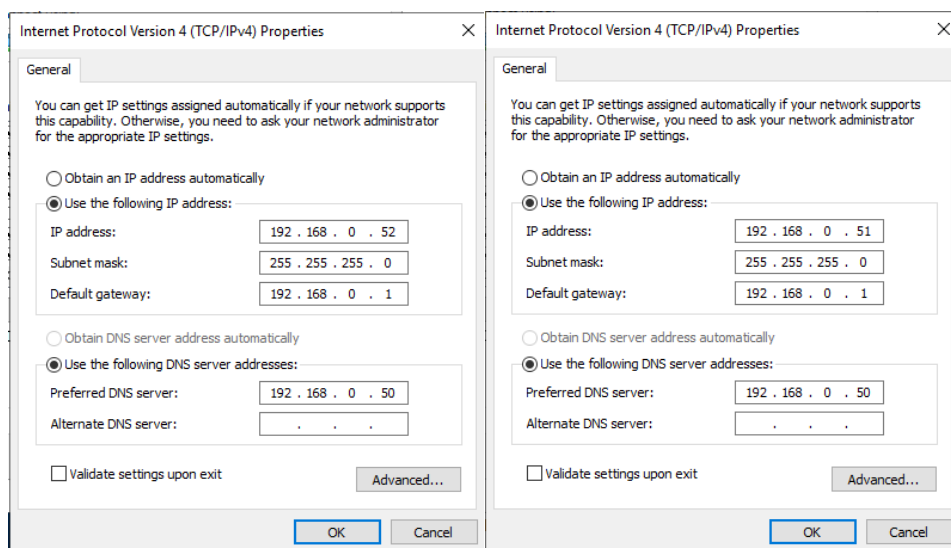 Internet Protocol Version 4 (TCP/IPv4) Properties
General
You can get IP settings assigned automatically if your network supports
this capability. Otherwise, you need to ask your network administrator
for the appropriate IP settings.
Obtain an IP address automatically
Use the following IP address:
IP address: 192 . 168 . 0 . 52
Subnet mask: 255 . 255 . 255 . 0
Default gateway: 192 . 168 . 0 . 1
Obtain DNS server address automatically
Use the following DNS server addresses:
Preferred DNS server: 192 . 168 . 0 . 50
Alternate DNS server: . . .
Validate settings upon exit
Advanced...
OK Cancel
Internet Protocol Version 4 (TCP/IPv4) Properties
General
You can get IP settings assigned automatically if your network supports
this capability. Otherwise, you need to ask your network administrator
for the appropriate IP settings.
Obtain an IP address automatically
Use the following IP address:
IP address: 192 . 168 . 0 . 51
Subnet mask: 255 . 255 . 255 . 0
Default gateway: 192 . 168 . 0 . 1
Obtain DNS server address automatically
Use the following DNS server addresses:
Preferred DNS server: 192 . 168 . 0 . 50
Alternate DNS server: . . .
Validate settings upon exit
Advanced...
OK Cancel